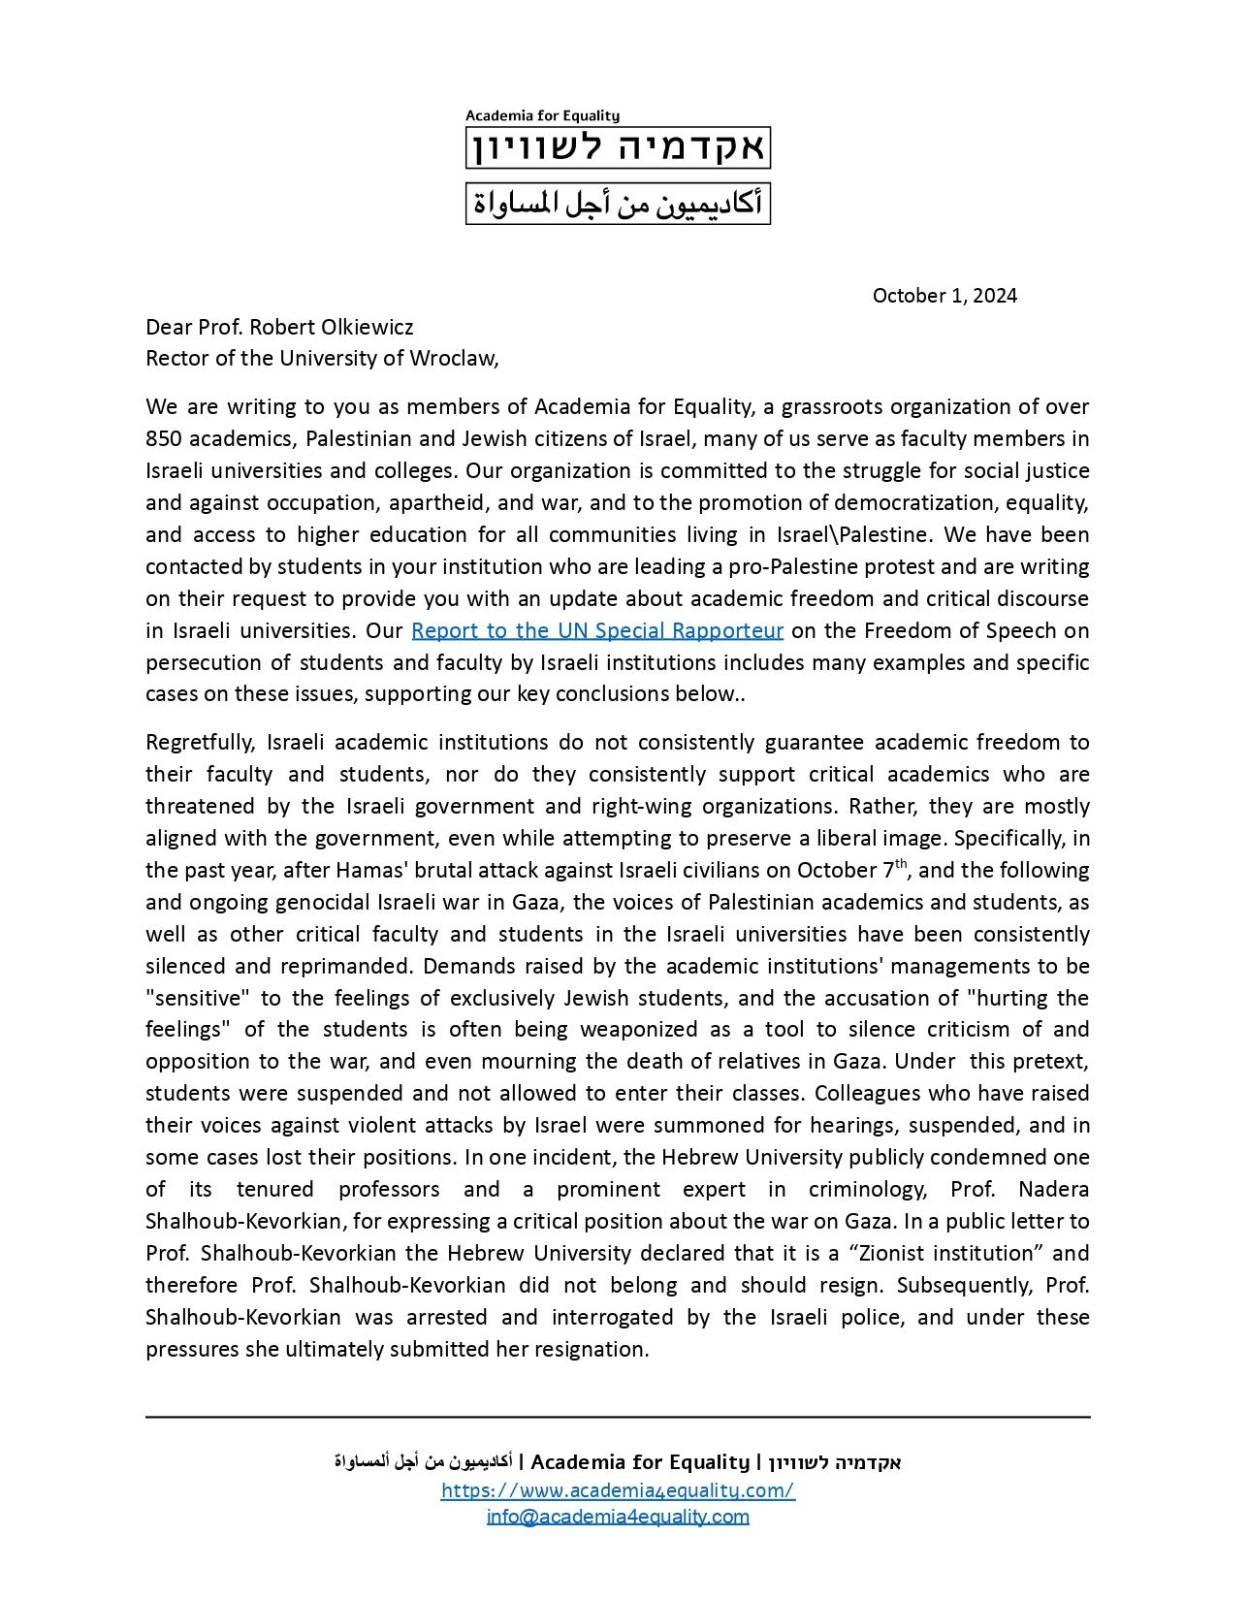 Academia for Equality
אקדמיה לשוויון
أكاديميون من أجل المساواة
October 1, 2024
Dear Prof. Robert Olkiewicz
Rector of the University of Wroclaw,
We are writing to you as members of Academia for Equality, a grassroots organization of over
850 academics, Palestinian and Jewish citizens of Israel, many of us serve as faculty members in
Israeli universities and colleges. Our organization is committed to the struggle for social justice
and against occupation, apartheid, and war, and to the promotion of democratization, equality,
and access to higher education for all communities living in Israel\Palestine. We have been
contacted by students in your institution who are leading a pro-Palestine protest and are writing
on their request to provide you with an update about academic freedom and critical discourse
in Israeli universities. Our Report to the UN Special Rapporteur on the Freedom of Speech on
persecution of students and faculty by Israeli institutions includes many examples and specific
cases on these issues, supporting our key conclusions below..
Regretfully, Israeli academic institutions do not consistently guarantee academic freedom to
their faculty and students, nor do they consistently support critical academics who are
threatened by the Israeli government and right-wing organizations. Rather, they are mostly
aligned with the government, even while attempting to preserve a liberal image. Specifically, in
the past year, after Hamas' brutal attack against Israeli civilians on October 7th, and the following
and ongoing genocidal Israeli war in Gaza, the voices of Palestinian academics and students, as
well as other critical faculty and students in the Israeli universities have been consistently
silenced and reprimanded. Demands raised by the academic institutions' managements to be
"sensitive" to the feelings of exclusively Jewish students, and the accusation of "hurting the
feelings" of the students is often being weaponized as a tool to silence criticism of and
opposition to the war, and even mourning the death of relatives in Gaza. Under this pretext,
students were suspended and not allowed to enter their classes. Colleagues who have raised
their voices against violent attacks by Israel were summoned for hearings, suspended, and in
some cases lost their positions. In one incident, the Hebrew University publicly condemned one
of its tenured professors and a prominent expert in criminology, Prof. Nadera
Shalhoub-Kevorkian, for expressing a critical position about the war on Gaza. In a public letter to
Prof. Shalhoub-Kevorkian the Hebrew University declared that it is a “Zionist institution” and
therefore Prof. Shalhoub-Kevorkian did not belong and should resign. Subsequently, Prof.
Shalhoub-Kevorkian was arrested and interrogated by the Israeli police, and under these
pressures she ultimately submitted her resignation.
أكاديميون من أجل ألمساواة | Academia for Equality | אקדמיה לשוויון
https://www.academia4equality.com/
info@academia4equality.com